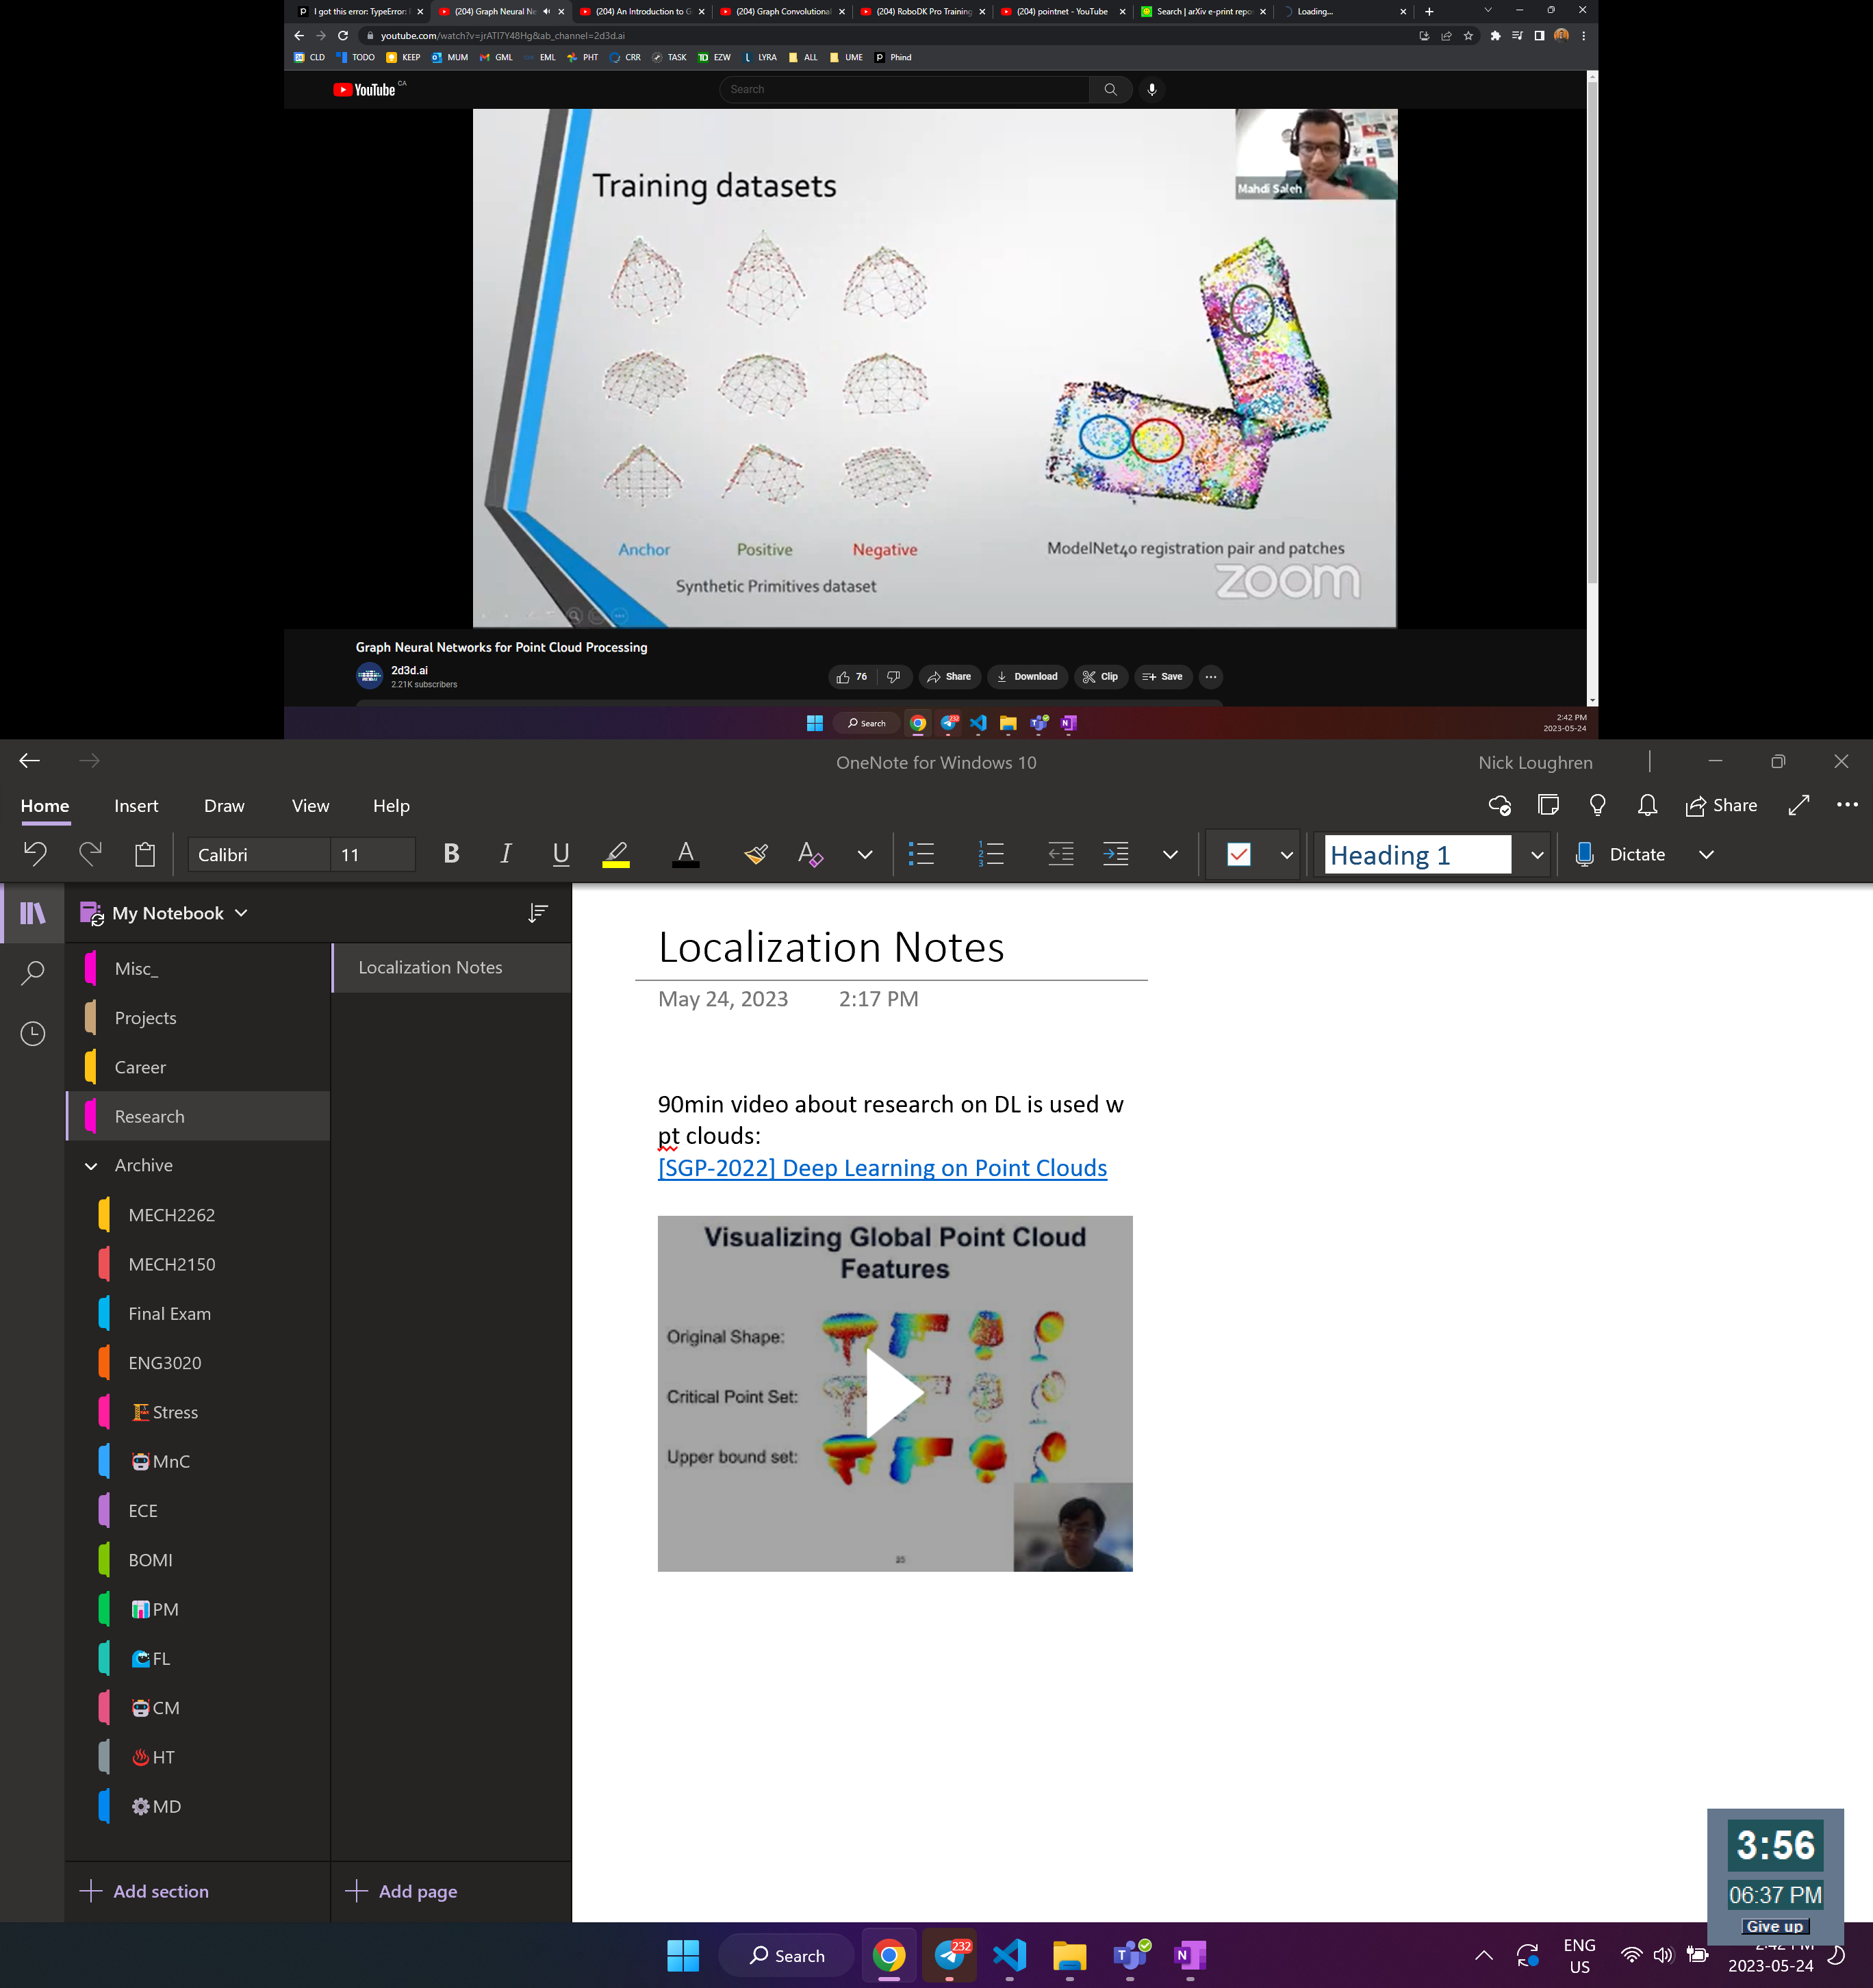 I got this error: TypeError:
(204) Graph Neural Ne
(204) An Introduction to G
(204) Graph Convolutional
(204) RoboDK Pro Training
(204) pointnet - YouTube
Search | arXiv e-print repo
Loading...
youtube.com/watch?v=jrATI7Y48Hg&ab_channel=2d3d.ai
CLD TODO KEEP MUM GML EML PHT CRR TASK EZW LYRA ALL UME Phind
YouTube CA
Search
Mahdi Saleh
Training datasets
Anchor Positive Negative
Synthetic Primitives dataset
ModelNet40 registration pair and patches
zoom
Graph Neural Networks for Point Cloud Processing
2d3d.ai
2.21K subscribers
76 Share Download Clip Save
Search
232
2:42 PM
2023-05-24
OneNote for Windows 10
Nick Loughren
Home Insert Draw View Help
Share
Calibri 11 B I U A A Heading 1 Dictate
My Notebook
Misc_
Projects
Career
Research
Archive
MECH2262
MECH2150
Final Exam
ENG3020
Stress
MnC
ECE
BOMI
PM
FL
CM
HT
MD
Add section
Localization Notes
Add page
Localization Notes
May 24, 2023 2:17 PM
90min video about research on DL is used w
pt clouds:
[SGP-2022] Deep Learning on Point Clouds
Visualizing Global Point Cloud
Features
Original Shape:
Critical Point Set:
Upper bound set:
3:56
06:37 PM
Give up
Search
232
ENG
US
2023-05-24